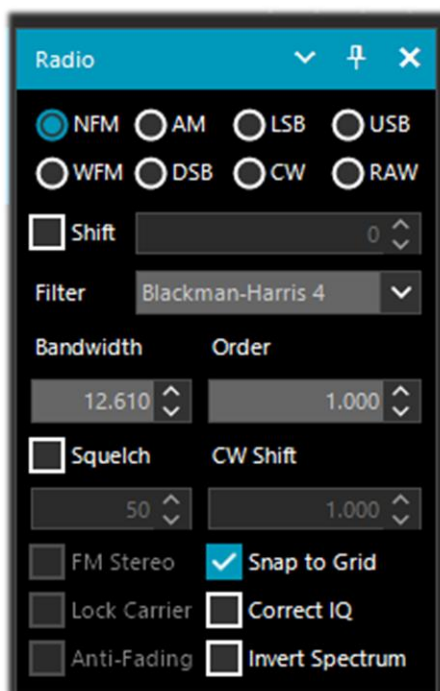 Radio
NFM AM LSB USB
WFM DSB CW RAW
Shift 0
Filter Blackman-Harris 4
Bandwidth Order
12.610 1.000
Squelch CW Shift
50 1.000
FM Stereo Snap to Grid
Lock Carrier Correct IQ
Anti-Fading Invert Spectrum